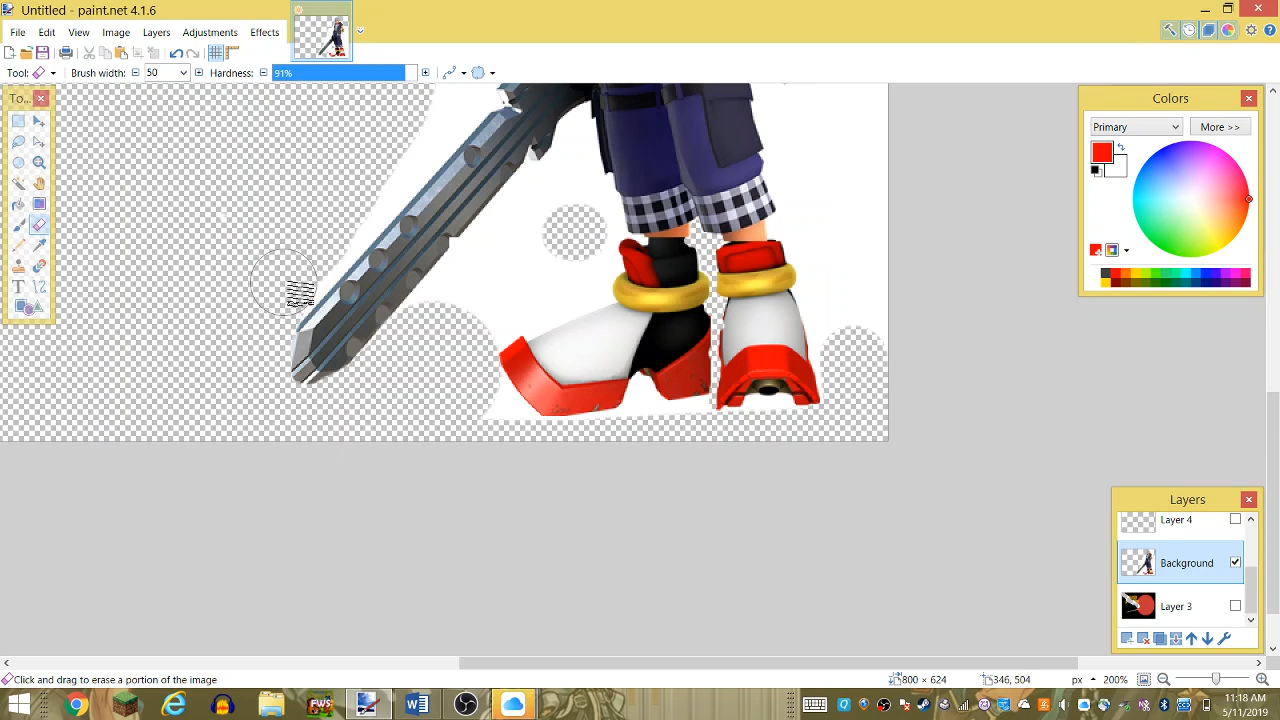 Untitled - paint.net 4.1.6
File Edit View Image Layers Adjustments Effects
Tool: Brush width: 50 Hardness: 91%
To...
Colors
Primary More >>
Layers
Layer 4
Background
Layer 3
Click and drag to erase a portion of the image
800 × 624 346, 504 px 200%
FWS
11:18 AM
5/11/2019